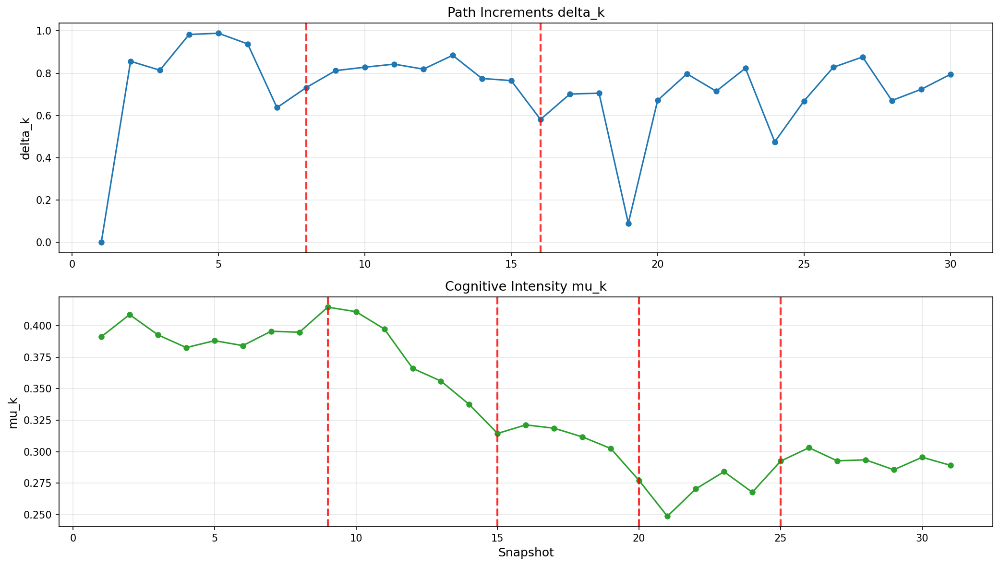 Path Increments delta_k
1.0
0.8
0.6
0.4
0.2
0.0
delta_k
0 5 10 15 20 25 30
Cognitive Intensity mu_k
0.400
0.375
0.350
0.325
0.300
0.275
0.250
mu_k
0 5 10 15 20 25 30
Snapshot